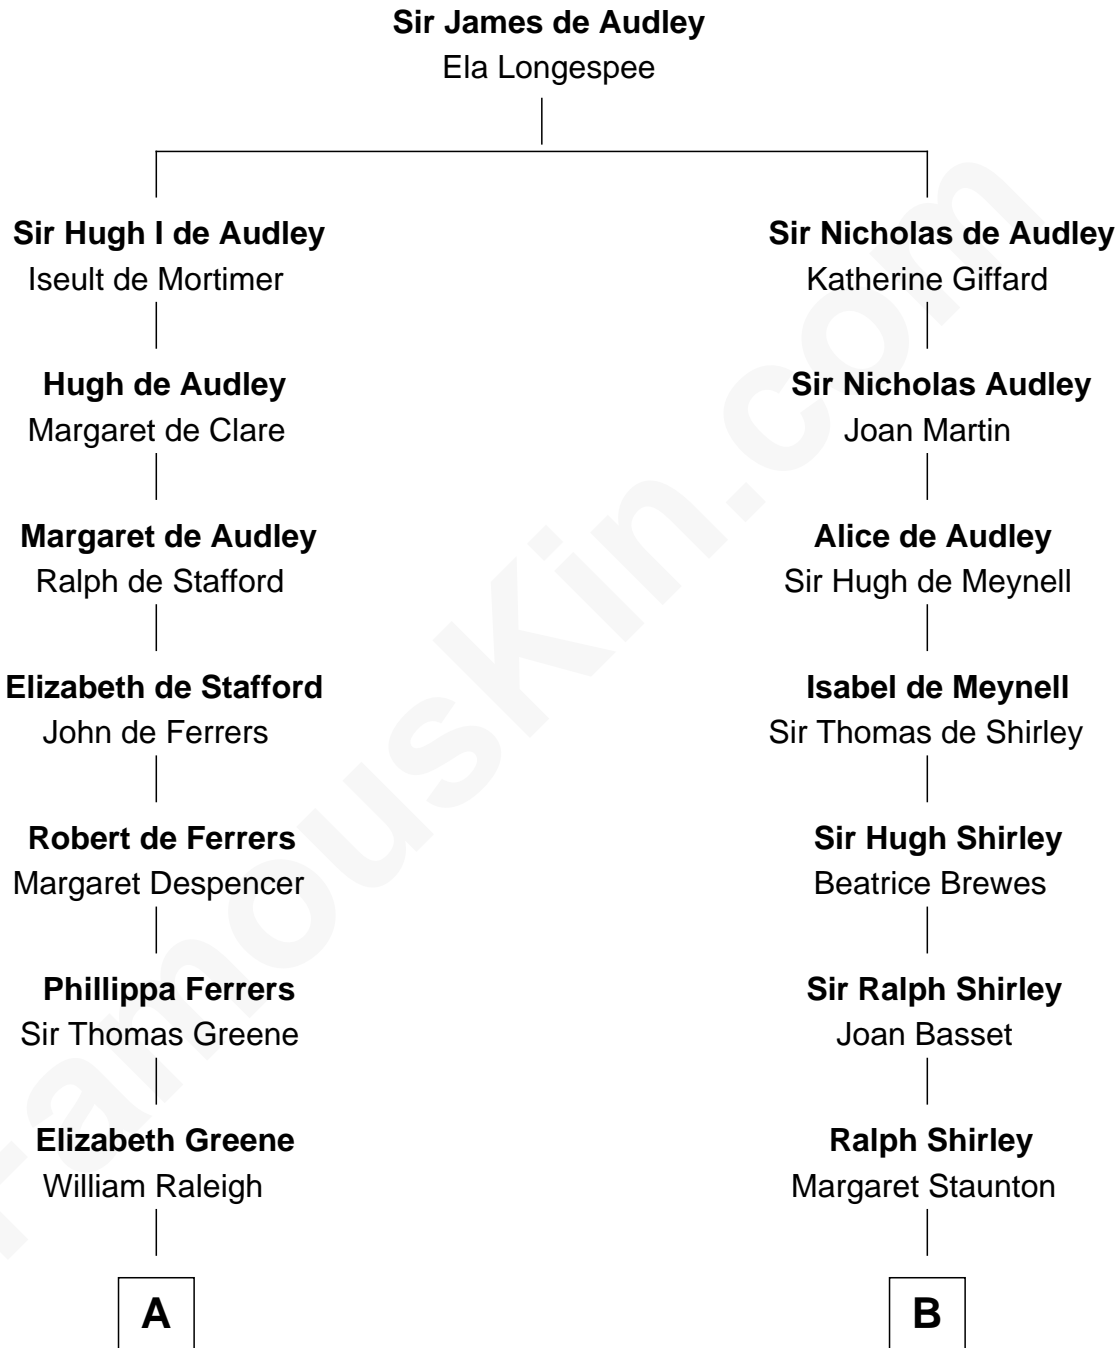 Sir James de Audley
Ela Longespee
Sir Hugh I de Audley
Iseult de Mortimer
Sir Nicholas de Audley
Katherine Giffard
Hugh de Audley
Margaret de Clare
Sir Nicholas Audley
Joan Martin
Margaret de Audley
Ralph de Stafford
Alice de Audley
Sir Hugh de Meynell
Elizabeth de Stafford
John de Ferrers
Isabel de Meynell
Sir Thomas de Shirley
Robert de Ferrers
Margaret Despencer
Sir Hugh Shirley
Beatrice Brewes
Phillippa Ferrers
Sir Thomas Greene
Sir Ralph Shirley
Joan Basset
Elizabeth Greene
William Raleigh
Ralph Shirley
Margaret Staunton
A
B
FamousKin.com